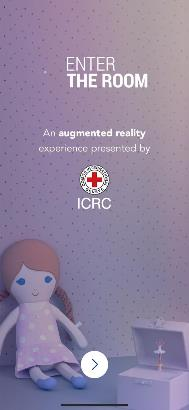 ENTER
THE ROOM
An augmented reality
experience presented by
ICRC